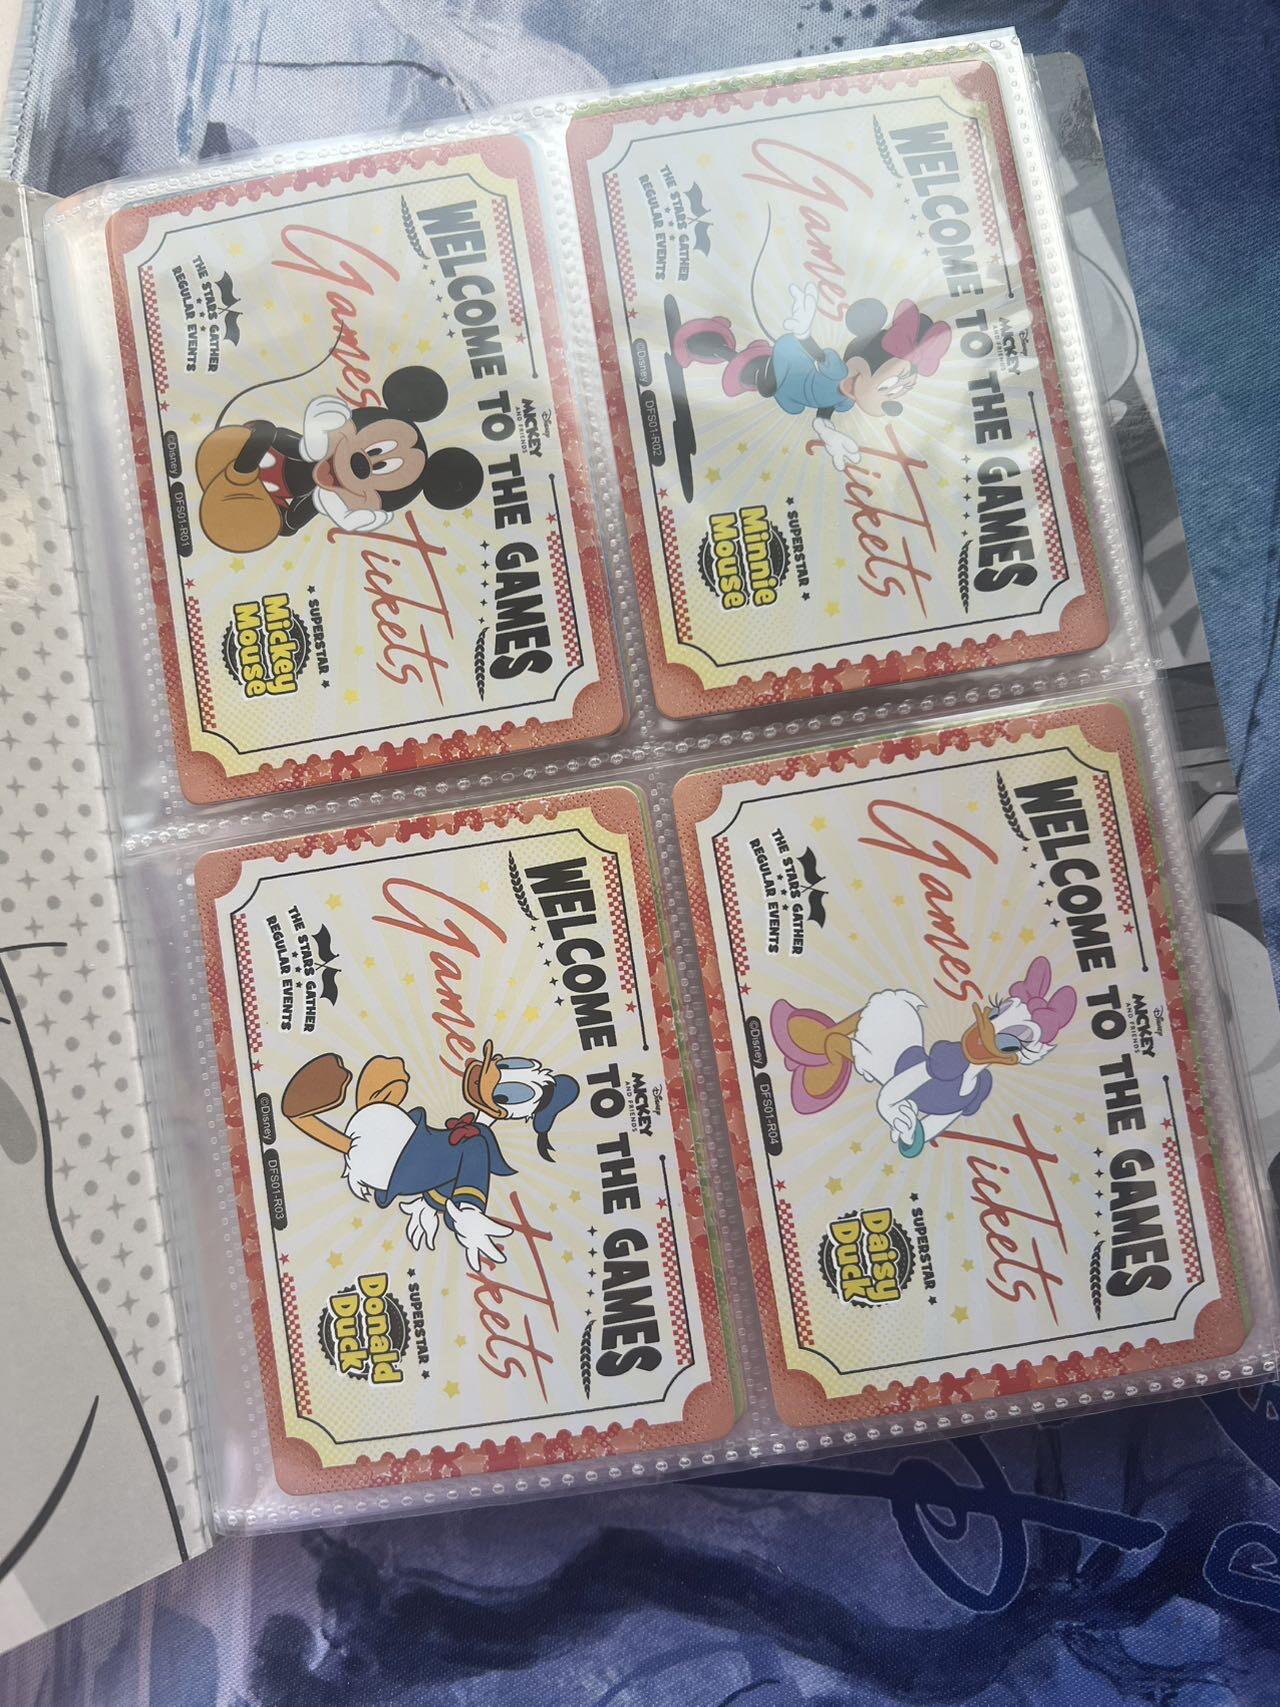 WELCOME TO THE GAMES
Disney
MICKEY
AND FRIENDS
Games Tickets
THE STARS GATHER
REGULAR EVENTS
SUPERSTAR
Mickey
Mouse
©Disney DFS01-R01
WELCOME TO THE GAMES
Disney
MICKEY
AND FRIENDS
Games Tickets
THE STARS GATHER
REGULAR EVENTS
SUPERSTAR
Minnie
Mouse
©Disney DFS01-R02
WELCOME TO THE GAMES
Disney
MICKEY
AND FRIENDS
Games Tickets
THE STARS GATHER
REGULAR EVENTS
SUPERSTAR
Donald
Duck
©Disney DFS01-R03
WELCOME TO THE GAMES
Disney
MICKEY
AND FRIENDS
Games Tickets
THE STARS GATHER
REGULAR EVENTS
SUPERSTAR
Daisy
Duck
©Disney DFS01-R04